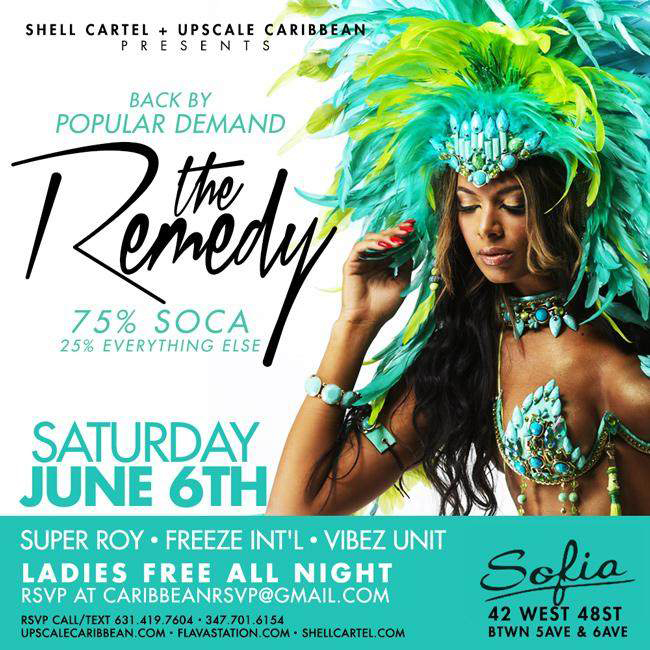 SHELL CARTEL + UPSCALE CARIBBEAN
PRESENTS
BACK BY
POPULAR DEMAND
the
Remedy
75% SOCA
25% EVERYTHING ELSE
SATURDAY
JUNE 6TH
SUPER ROY • FREEZE INT'L • VIBEZ UNIT
LADIES FREE ALL NIGHT
RSVP AT CARIBBEANRSVP@GMAIL.COM
RSVP CALL/TEXT 631.419.7604 • 347.701.6154
UPSCALECARIBBEAN.COM • FLAVASTATION.COM • SHELLCARTEL.COM
Sofia
42 WEST 48ST
BTWN 5AVE & 6AVE